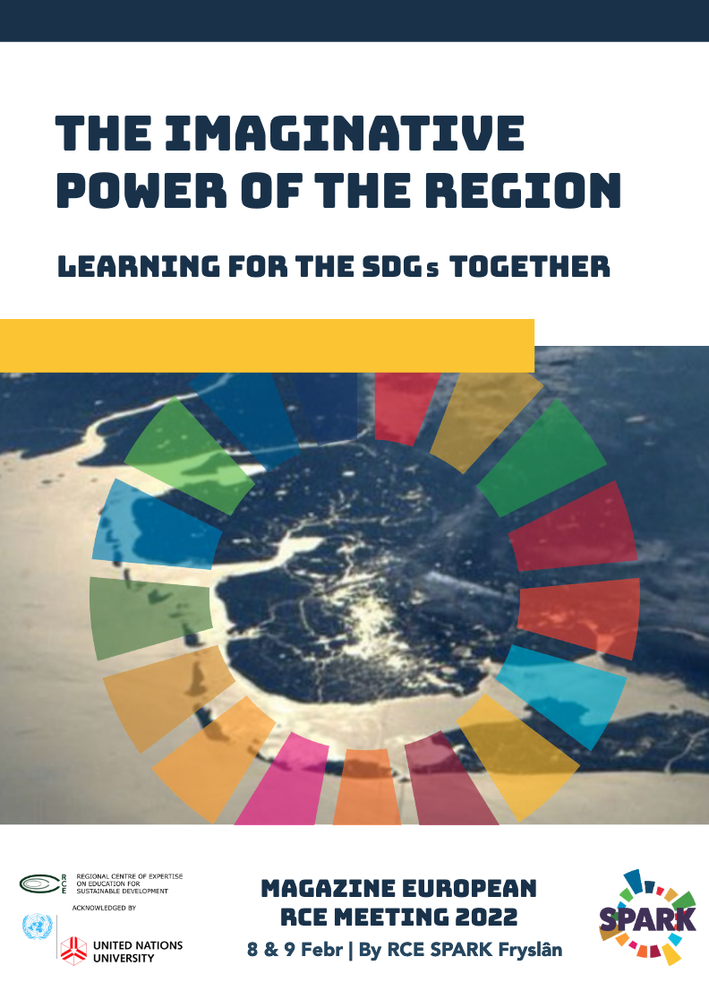 THE IMAGINATIVE
POWER OF THE REGION
LEARNING FOR THE SDGs TOGETHER
RCE
REGIONAL CENTRE OF EXPERTISE
ON EDUCATION FOR
SUSTAINABLE DEVELOPMENT
ACKNOWLEDGED BY
UNITED NATIONS
UNIVERSITY
MAGAZINE EUROPEAN
RCE MEETING 2022
8 & 9 Febr | By RCE SPARK Fryslân
SPARK